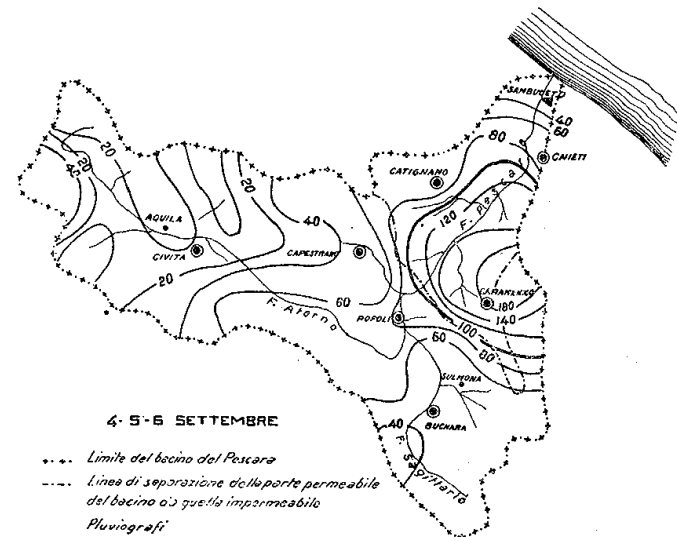 SAMBUCETO
40
60
80
CHIETI
CATIGNANO
F. Pescara
120
20
20
40
20
AQUILA
CIVITA
40
CAPESTRANO
CARAMANICO
180
140
20
60
F. Aterno
POPOLI
100
80
60
SULMONA
BUGNARA
40
F. Sagittario
4-5-6 SETTEMBRE
Limite del bacino del Pescara
Linea di separazione della parte permeabile
del bacino da quella impermeabile
Pluviografi